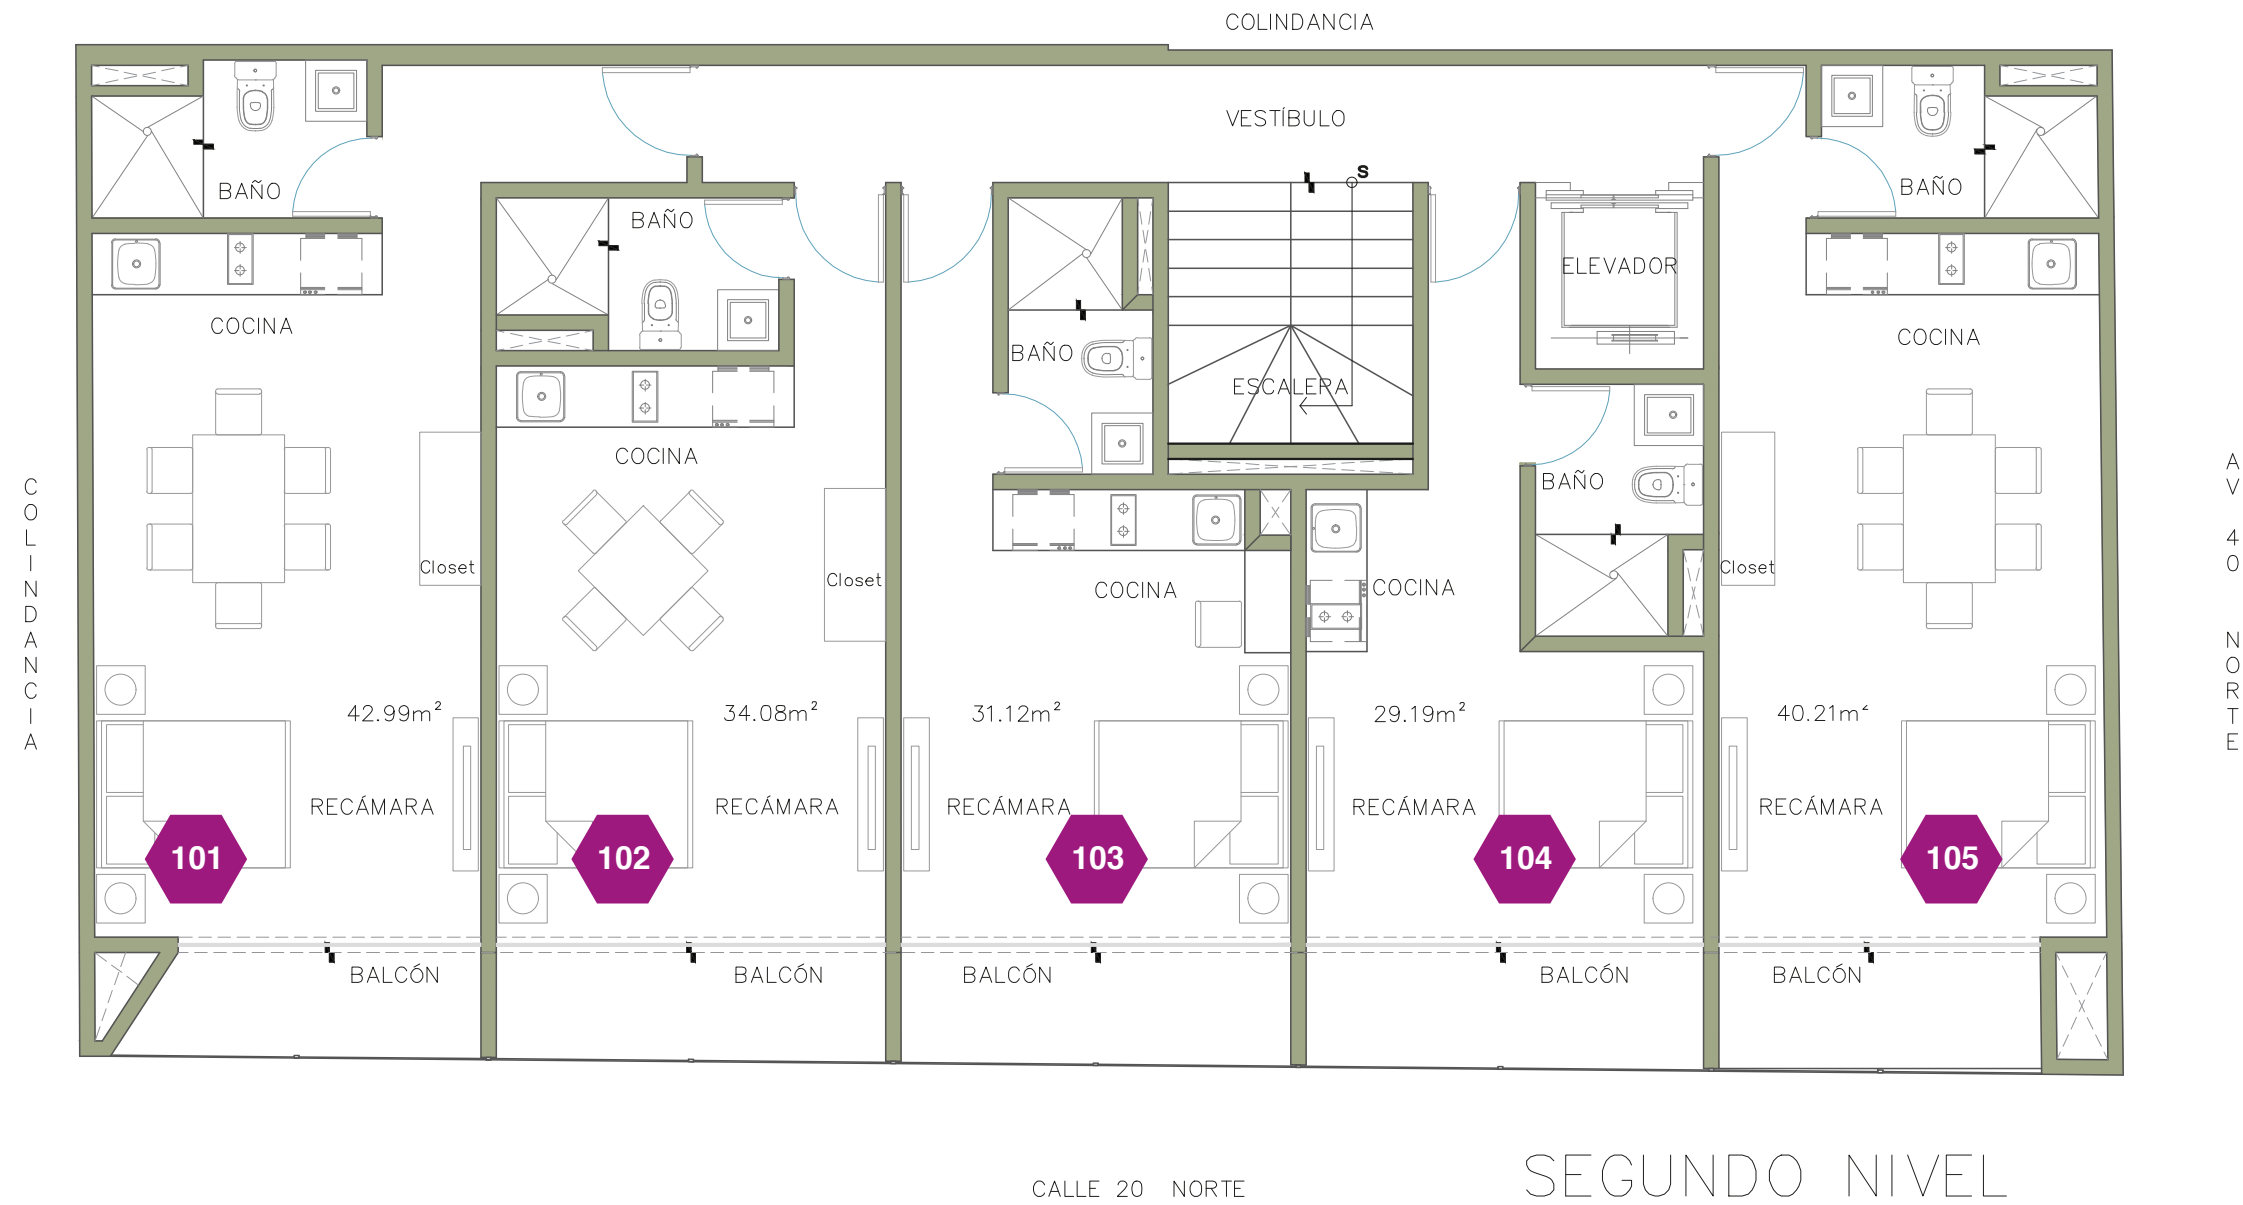 COLINDANCIA
VESTÍBULO
S
BAÑO
BAÑO
BAÑO
ELEVADOR
COCINA
COCINA
BAÑO
ESCALERA
COCINA
BAÑO
COLINDANCIA
AV 40 NORTE
Closet
Closet
COCINA
COCINA
Closet
42.99m²
34.08m²
31.12m²
29.19m²
40.21m²
RECÁMARA
RECÁMARA
RECÁMARA
RECÁMARA
RECÁMARA
101
102
103
104
105
BALCÓN
BALCÓN
BALCÓN
BALCÓN
BALCÓN
CALLE 20 NORTE
SEGUNDO NIVEL